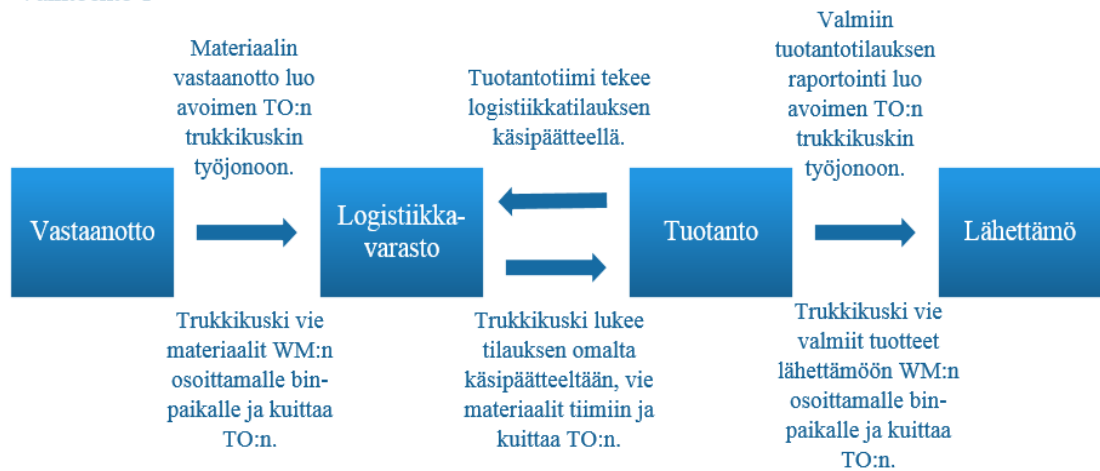 Materiaalin
vastaanotto luo
avoimen TO:n
trukkikuskin
työjonoon.
Tuotantotiimi tekee
logistiikkatilauksen
käsipäätteellä.
Valmiin
tuotantotilauksen
raportointi luo
avoimen TO:n
trukkikuskin
työjonoon.
Vastaanotto
Logistiikka-
varasto
Tuotanto
Lähettämö
Trukkikuski vie
materiaalit WM:n
osoittamalle bin-
paikalle ja kuittaa
TO:n.
Trukkikuski lukee
tilauksen omalta
käsipäätteeltään, vie
materiaalit tiimiin ja
kuittaa TO:n.
Trukkikuski vie
valmiit tuotteet
lähettämöön WM:n
osoittamalle bin-
paikalle ja kuittaa
TO:n.